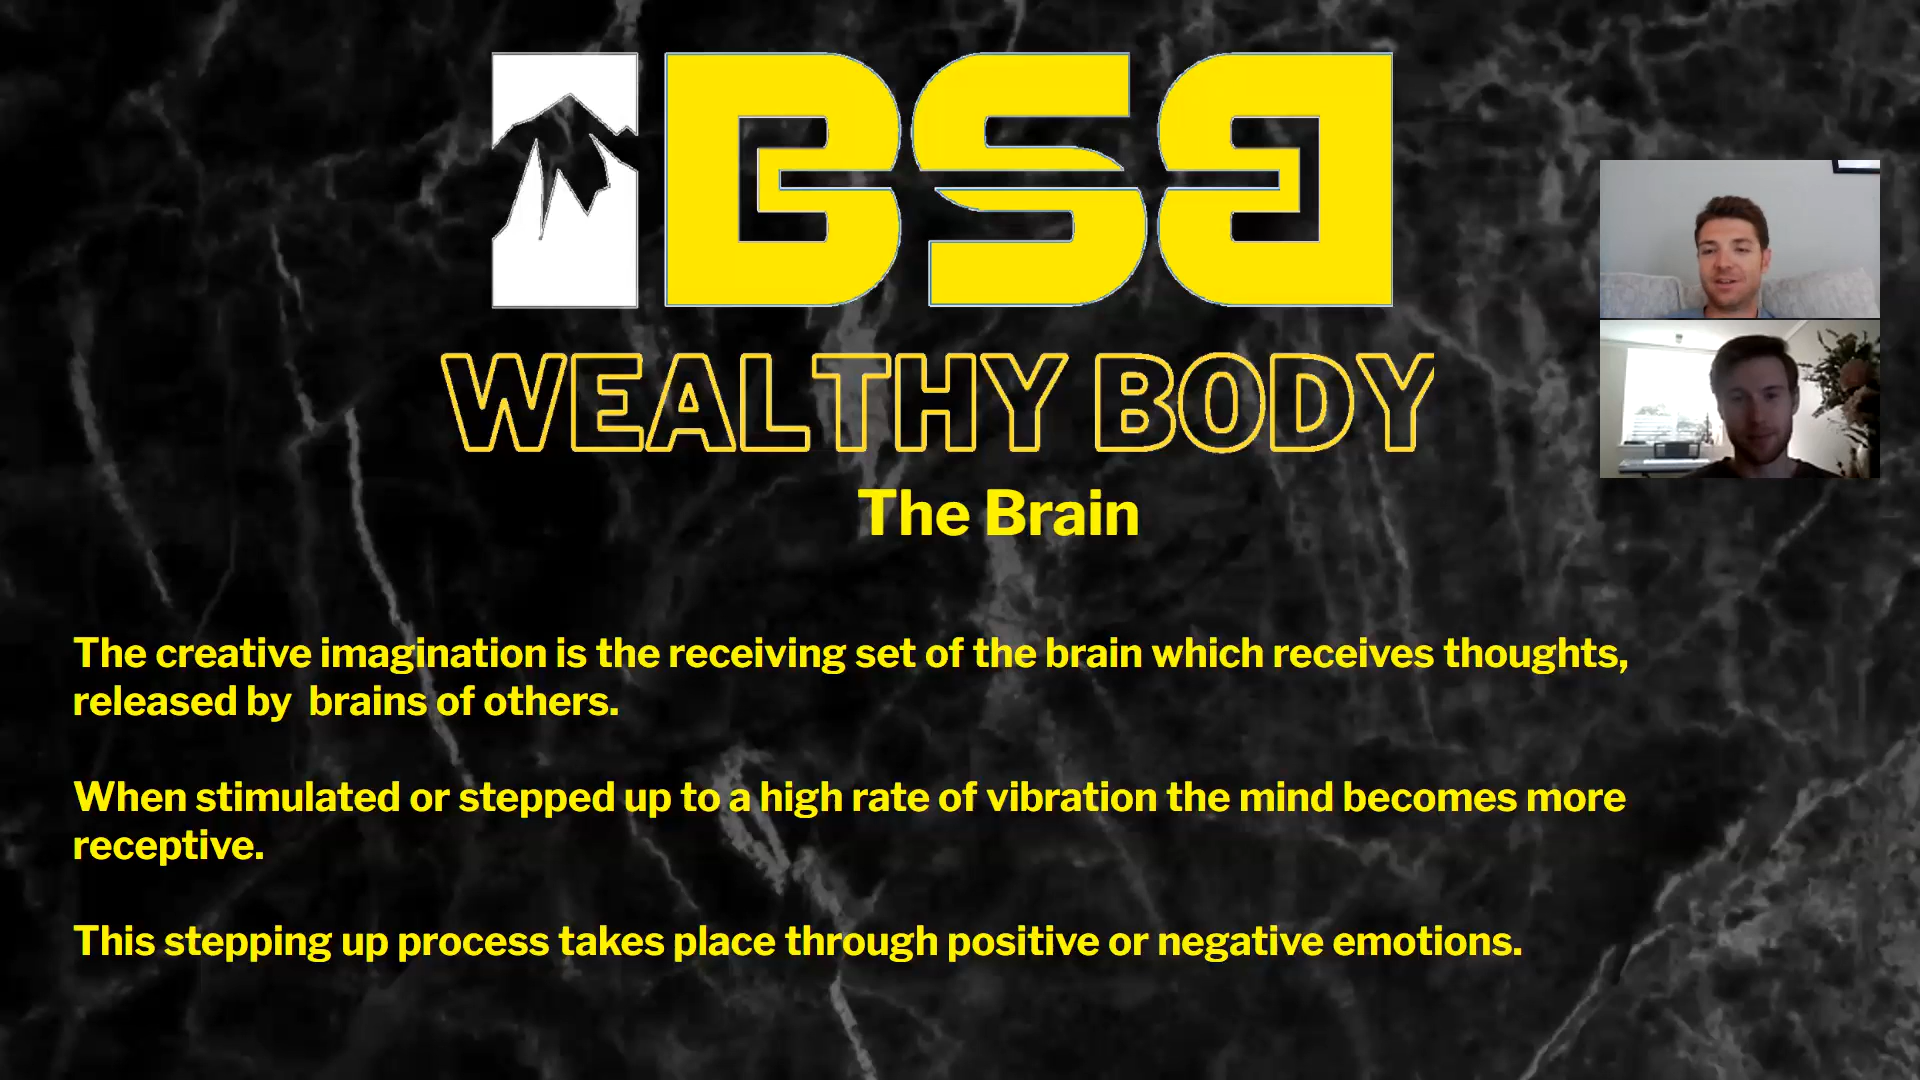 BSB
WEALTHY BODY
The Brain
The creative imagination is the receiving set of the brain which receives thoughts,
released by  brains of others.
When stimulated or stepped up to a high rate of vibration the mind becomes more
receptive.
This stepping up process takes place through positive or negative emotions.